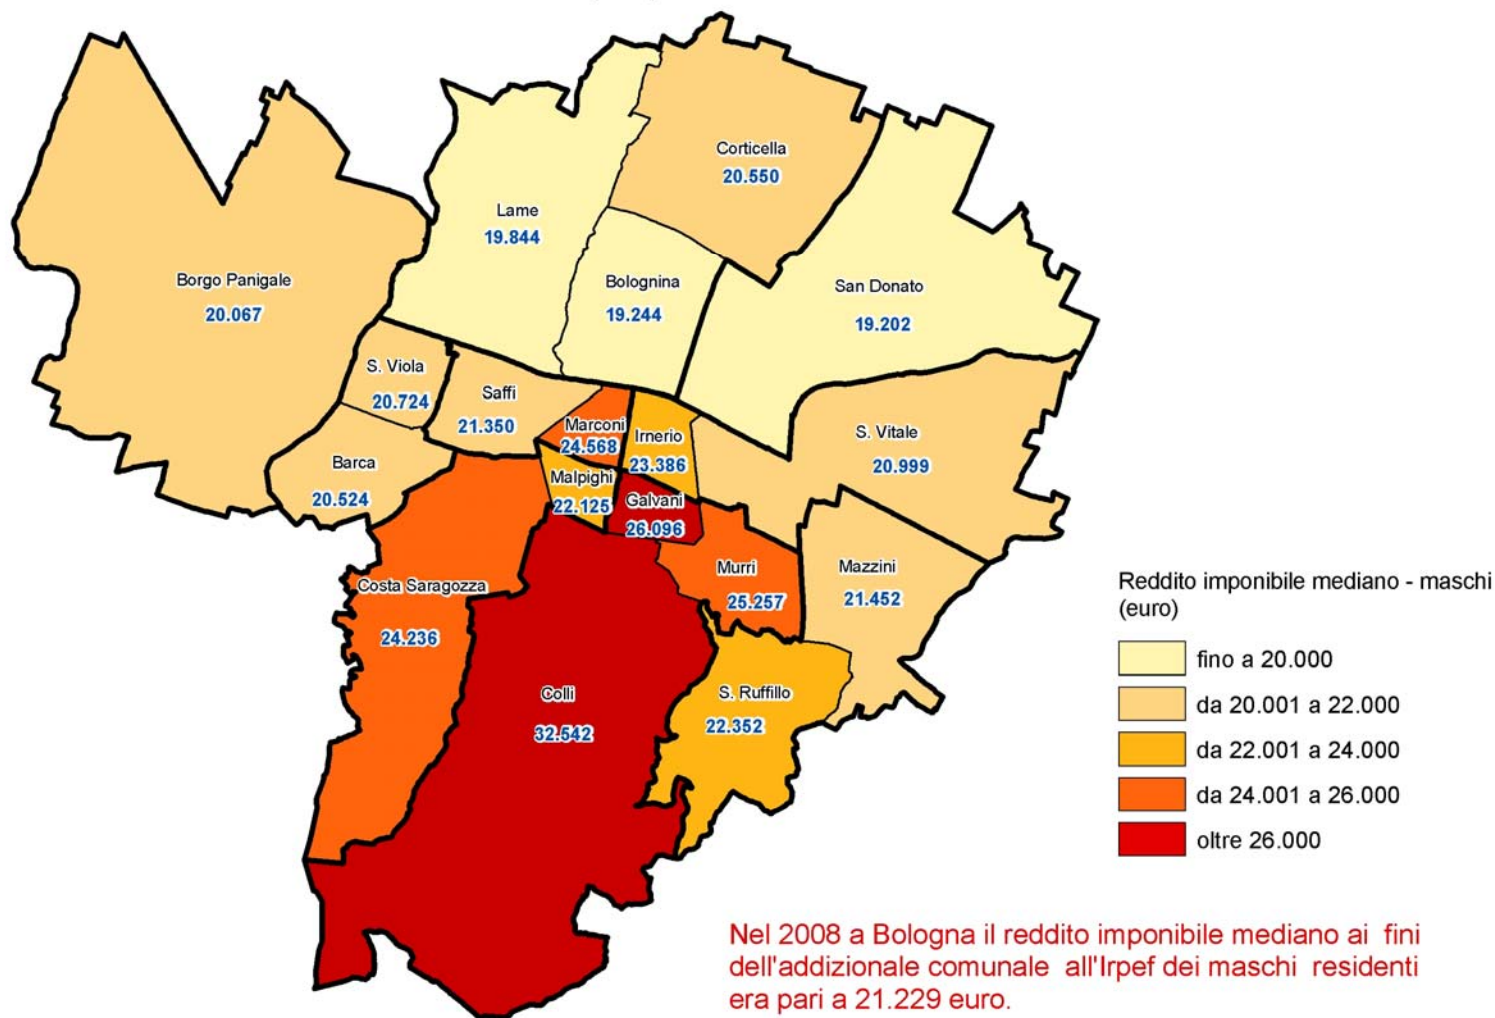 Corticella
20.550
Lame
19.844
Borgo Panigale
20.067
Bolognina
19.244
San Donato
19.202
S. Viola
20.724
Saffi
21.350
Marconi
24.568
Irnerio
23.386
S. Vitale
20.999
Barca
20.524
Malpighi
22.125
Galvani
26.096
Costa Saragozza
24.236
Murri
25.257
Mazzini
21.452
Colli
32.542
S. Ruffillo
22.352
Reddito imponibile mediano - maschi
(euro)
fino a 20.000
da 20.001 a 22.000
da 22.001 a 24.000
da 24.001 a 26.000
oltre 26.000
Nel 2008 a Bologna il reddito imponibile mediano ai fini
dell'addizionale comunale all'Irpef dei maschi residenti
era pari a 21.229 euro.